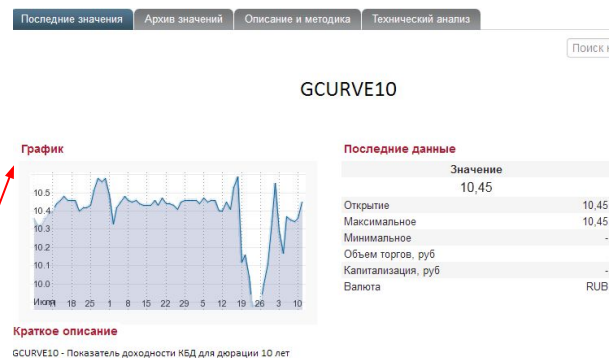 Последние значения Архив значений Описание и методика Технический анализ
Поиск
GCURVE10
График
10.5
10.4
10.3
10.2
10.1
10.0
18 25 1 8 15 22 29 5 12 19 26 3 10
Последние данные
Значение
10,45
Открытие 10,45
Максимальное 10,45
Минимальное -
Объем торгов, руб
Капитализация, руб -
Валюта RUB
Краткое описание
GCURVE10 - Показатель доходности КБД для дюрации 10 лет